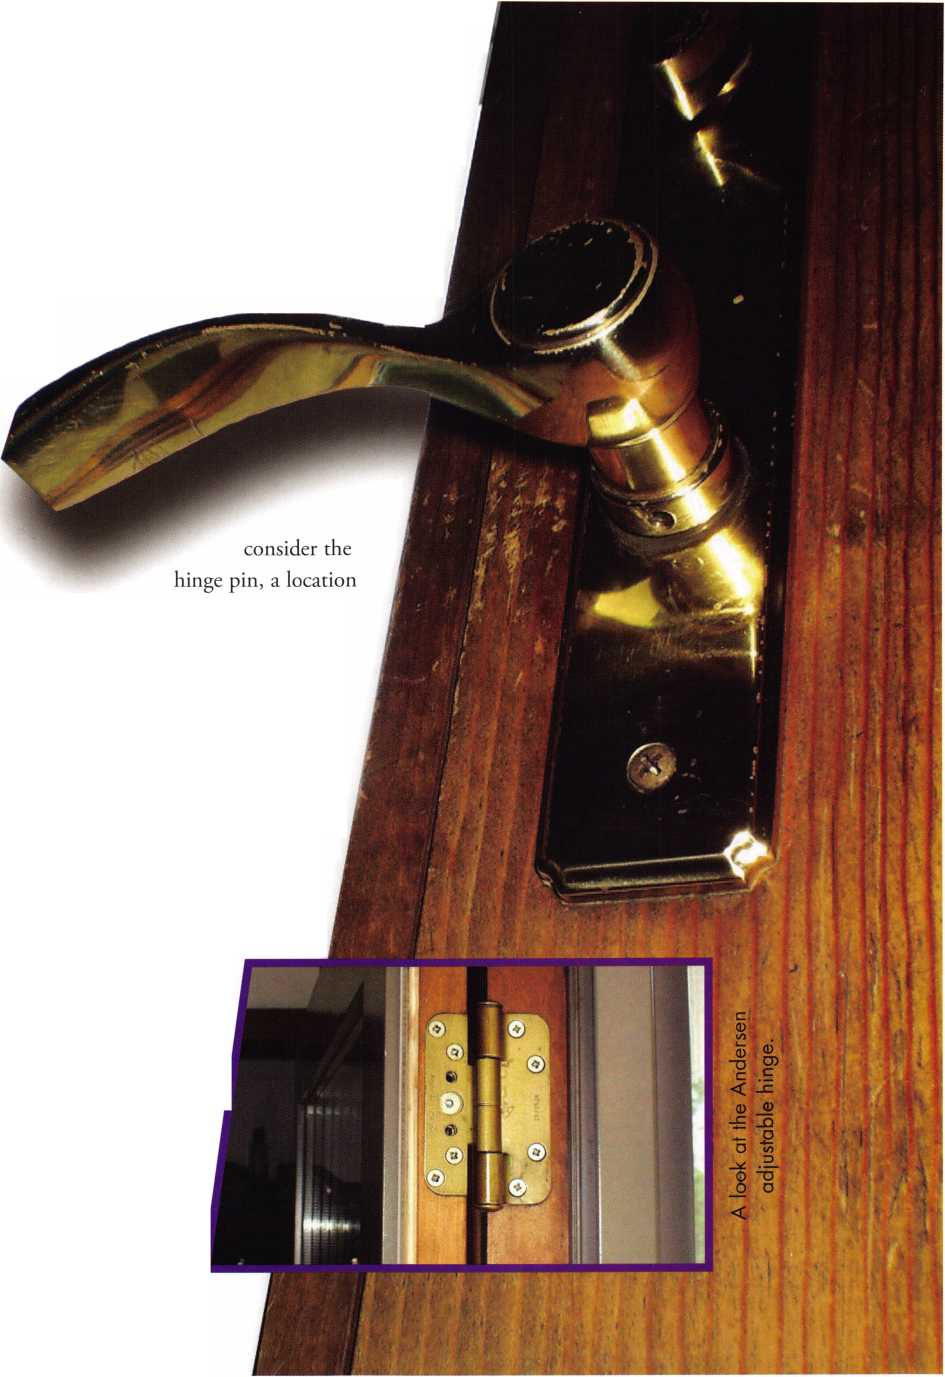 consider the
hinge pin, a location
A look at the Andersen
adjustable hinge.